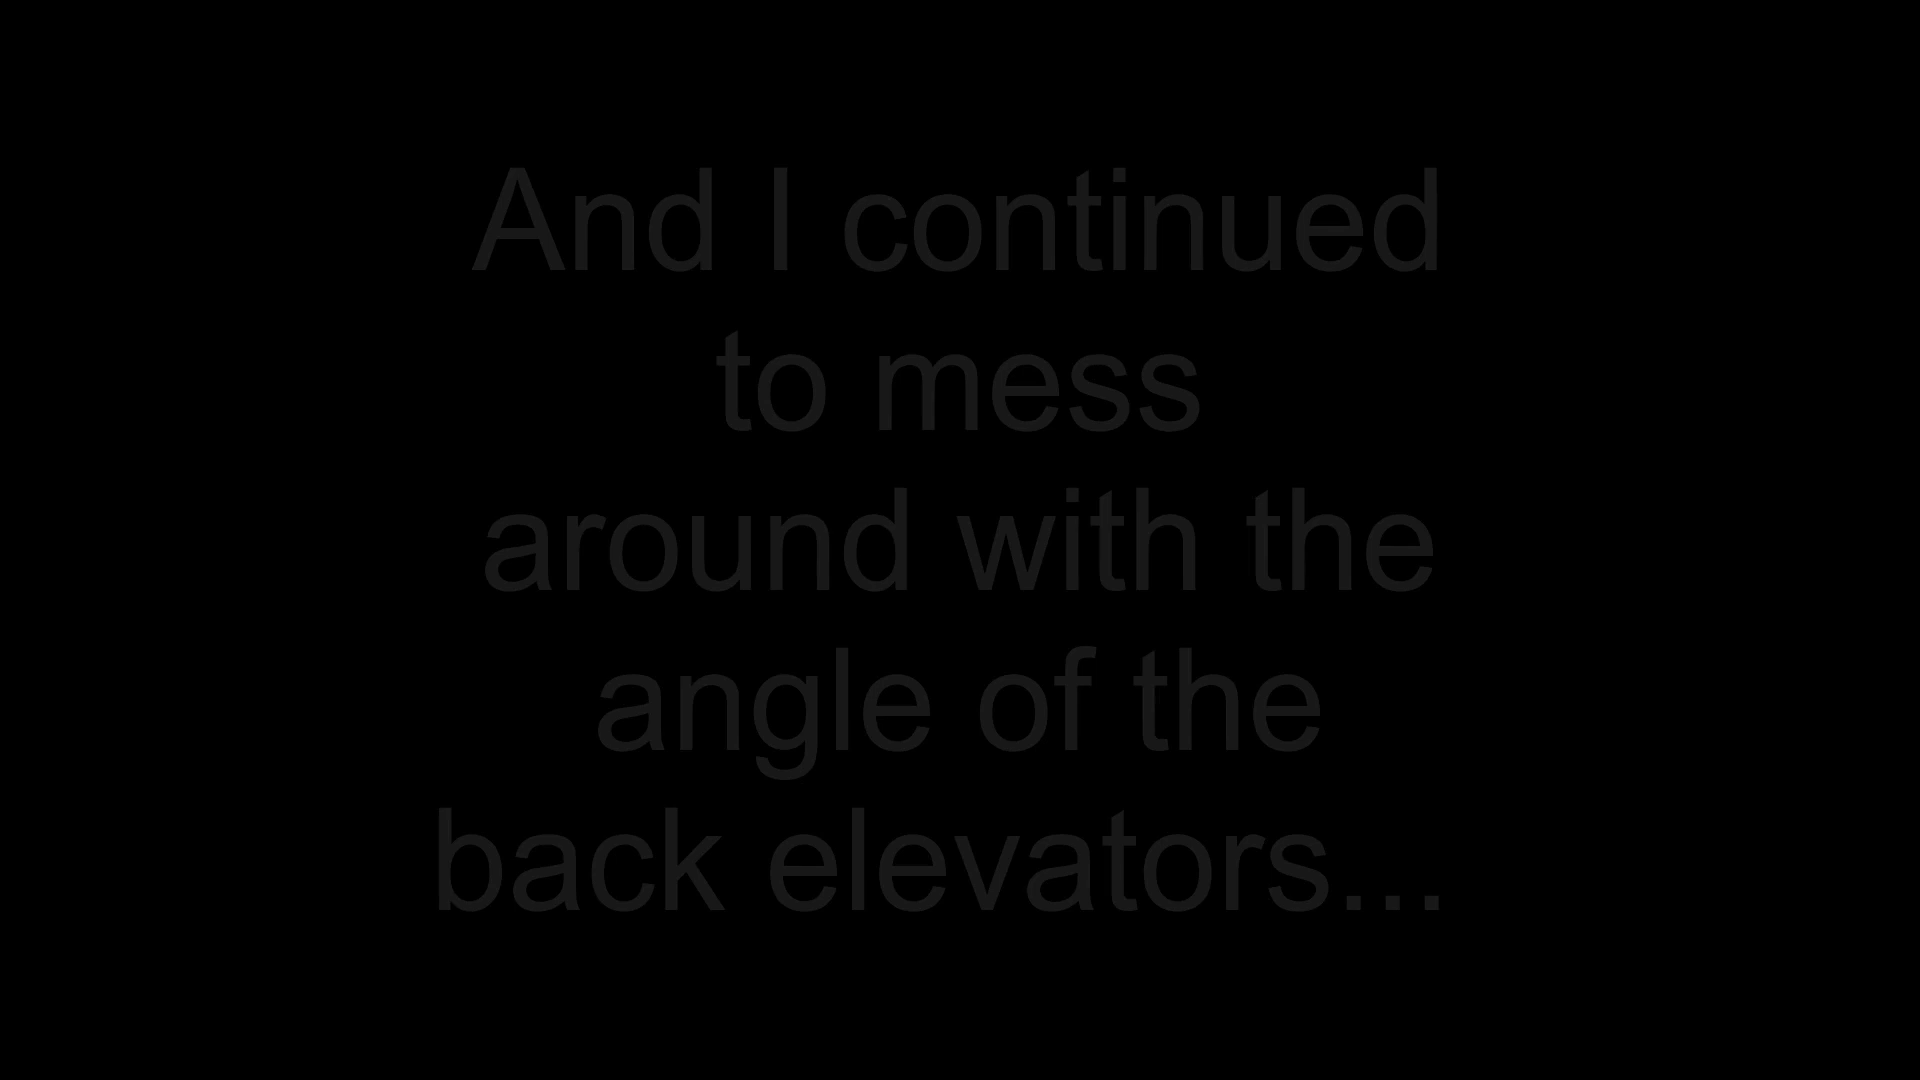 And I continued
to mess
around with the
angle of the
back elevators...